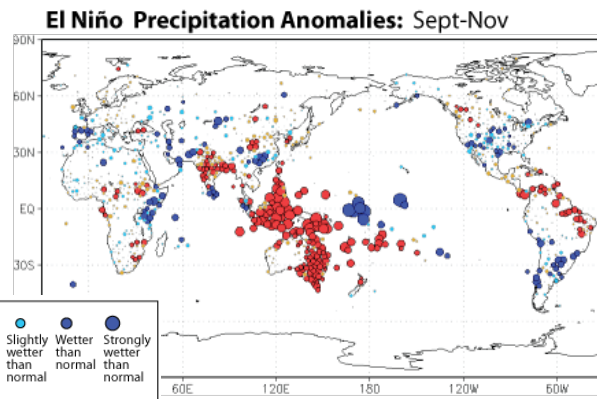 El Niño Precipitation Anomalies: Sept-Nov
90N
60N
30N
EQ
30S
Slightly wetter than normal
Wetter than normal
Strongly wetter than normal
60E 120E 180 120W 60W